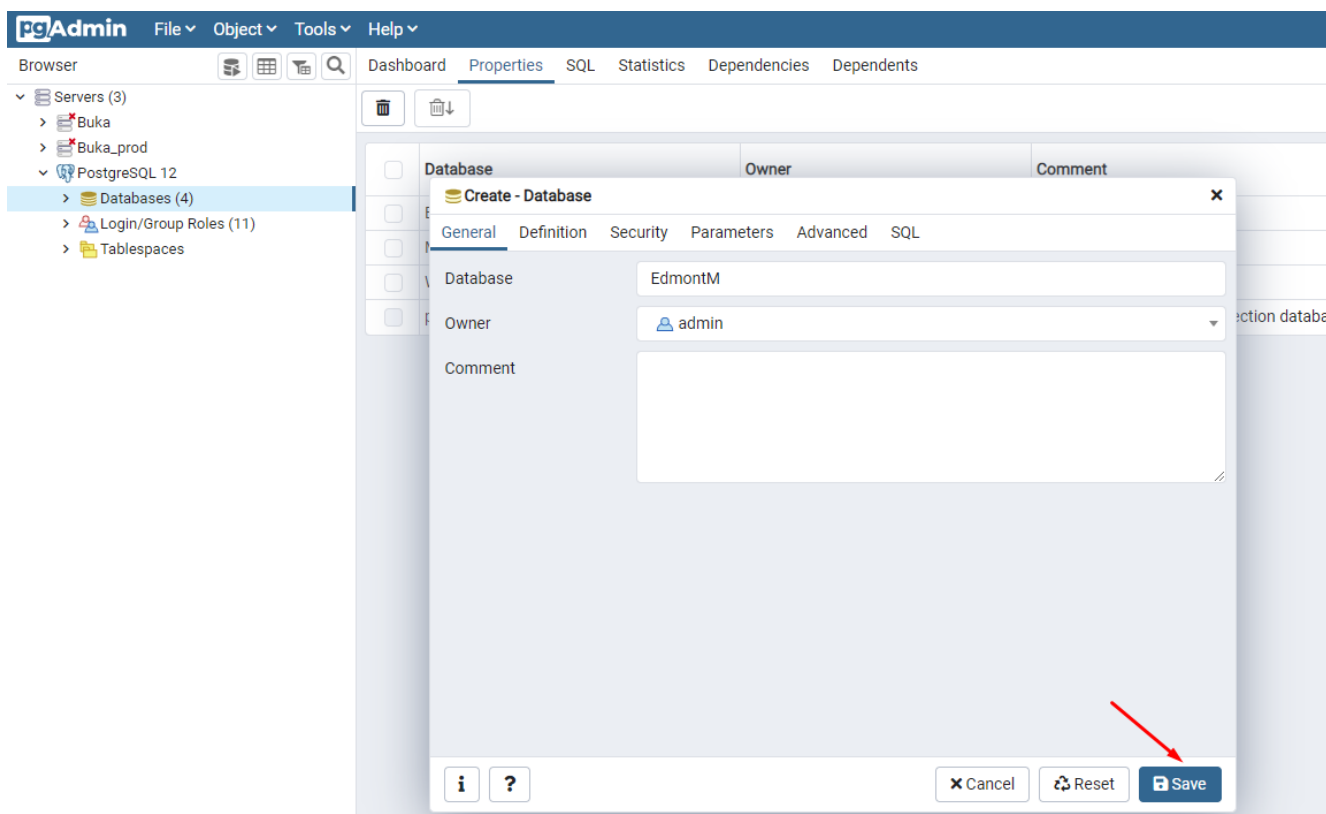 pgAdmin File Object Tools Help
Browser
Dashboard Properties SQL Statistics Dependencies Dependents
Servers (3)
Buka
Buka_prod
PostgreSQL 12
Databases (4)
Login/Group Roles (11)
Tablespaces
Database Owner Comment
Create - Database
General Definition Security Parameters Advanced SQL
Database EdmontM
Owner admin
Comment
i ? Cancel Reset Save